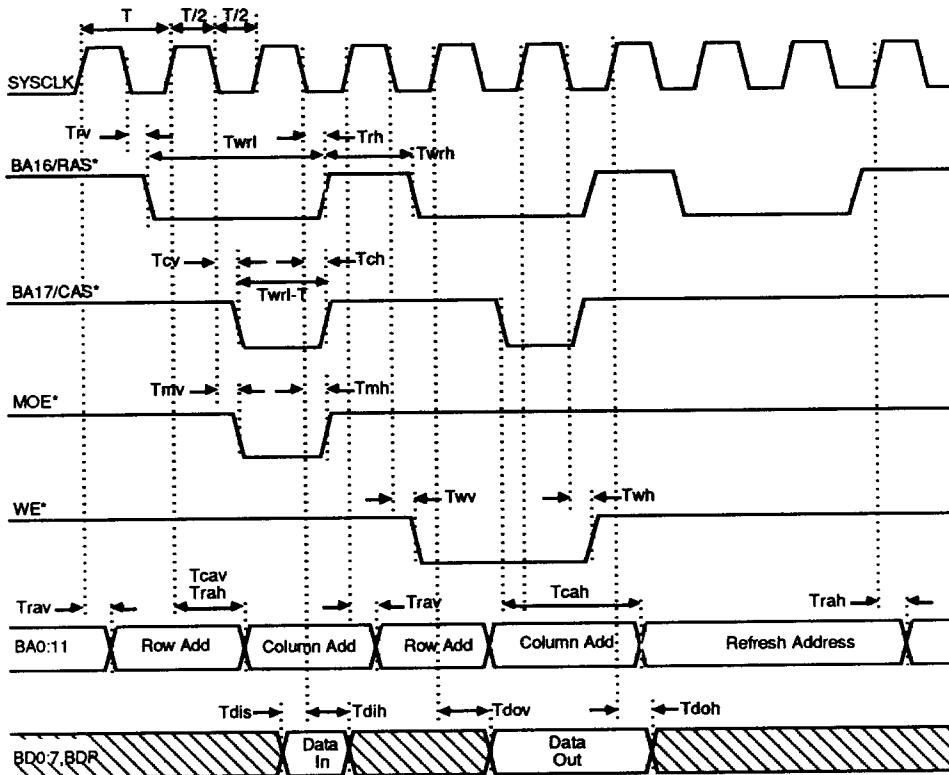 T T/2 T/2
SYSCLK
Trv Twrl Trh Twrh
BA16/RAS*
Tcv Tch
Twrl-T
BA17/CAS*
Tmv Tmh
MOE*
Twv Twh
WE*
Tcav
Trav Trah Trav Tcah Trah
BA0:11 Row Add Column Add Row Add Column Add Refresh Address
Tdis Tdih Tdov Tdoh
BD0:7,BDP Data In Data Out